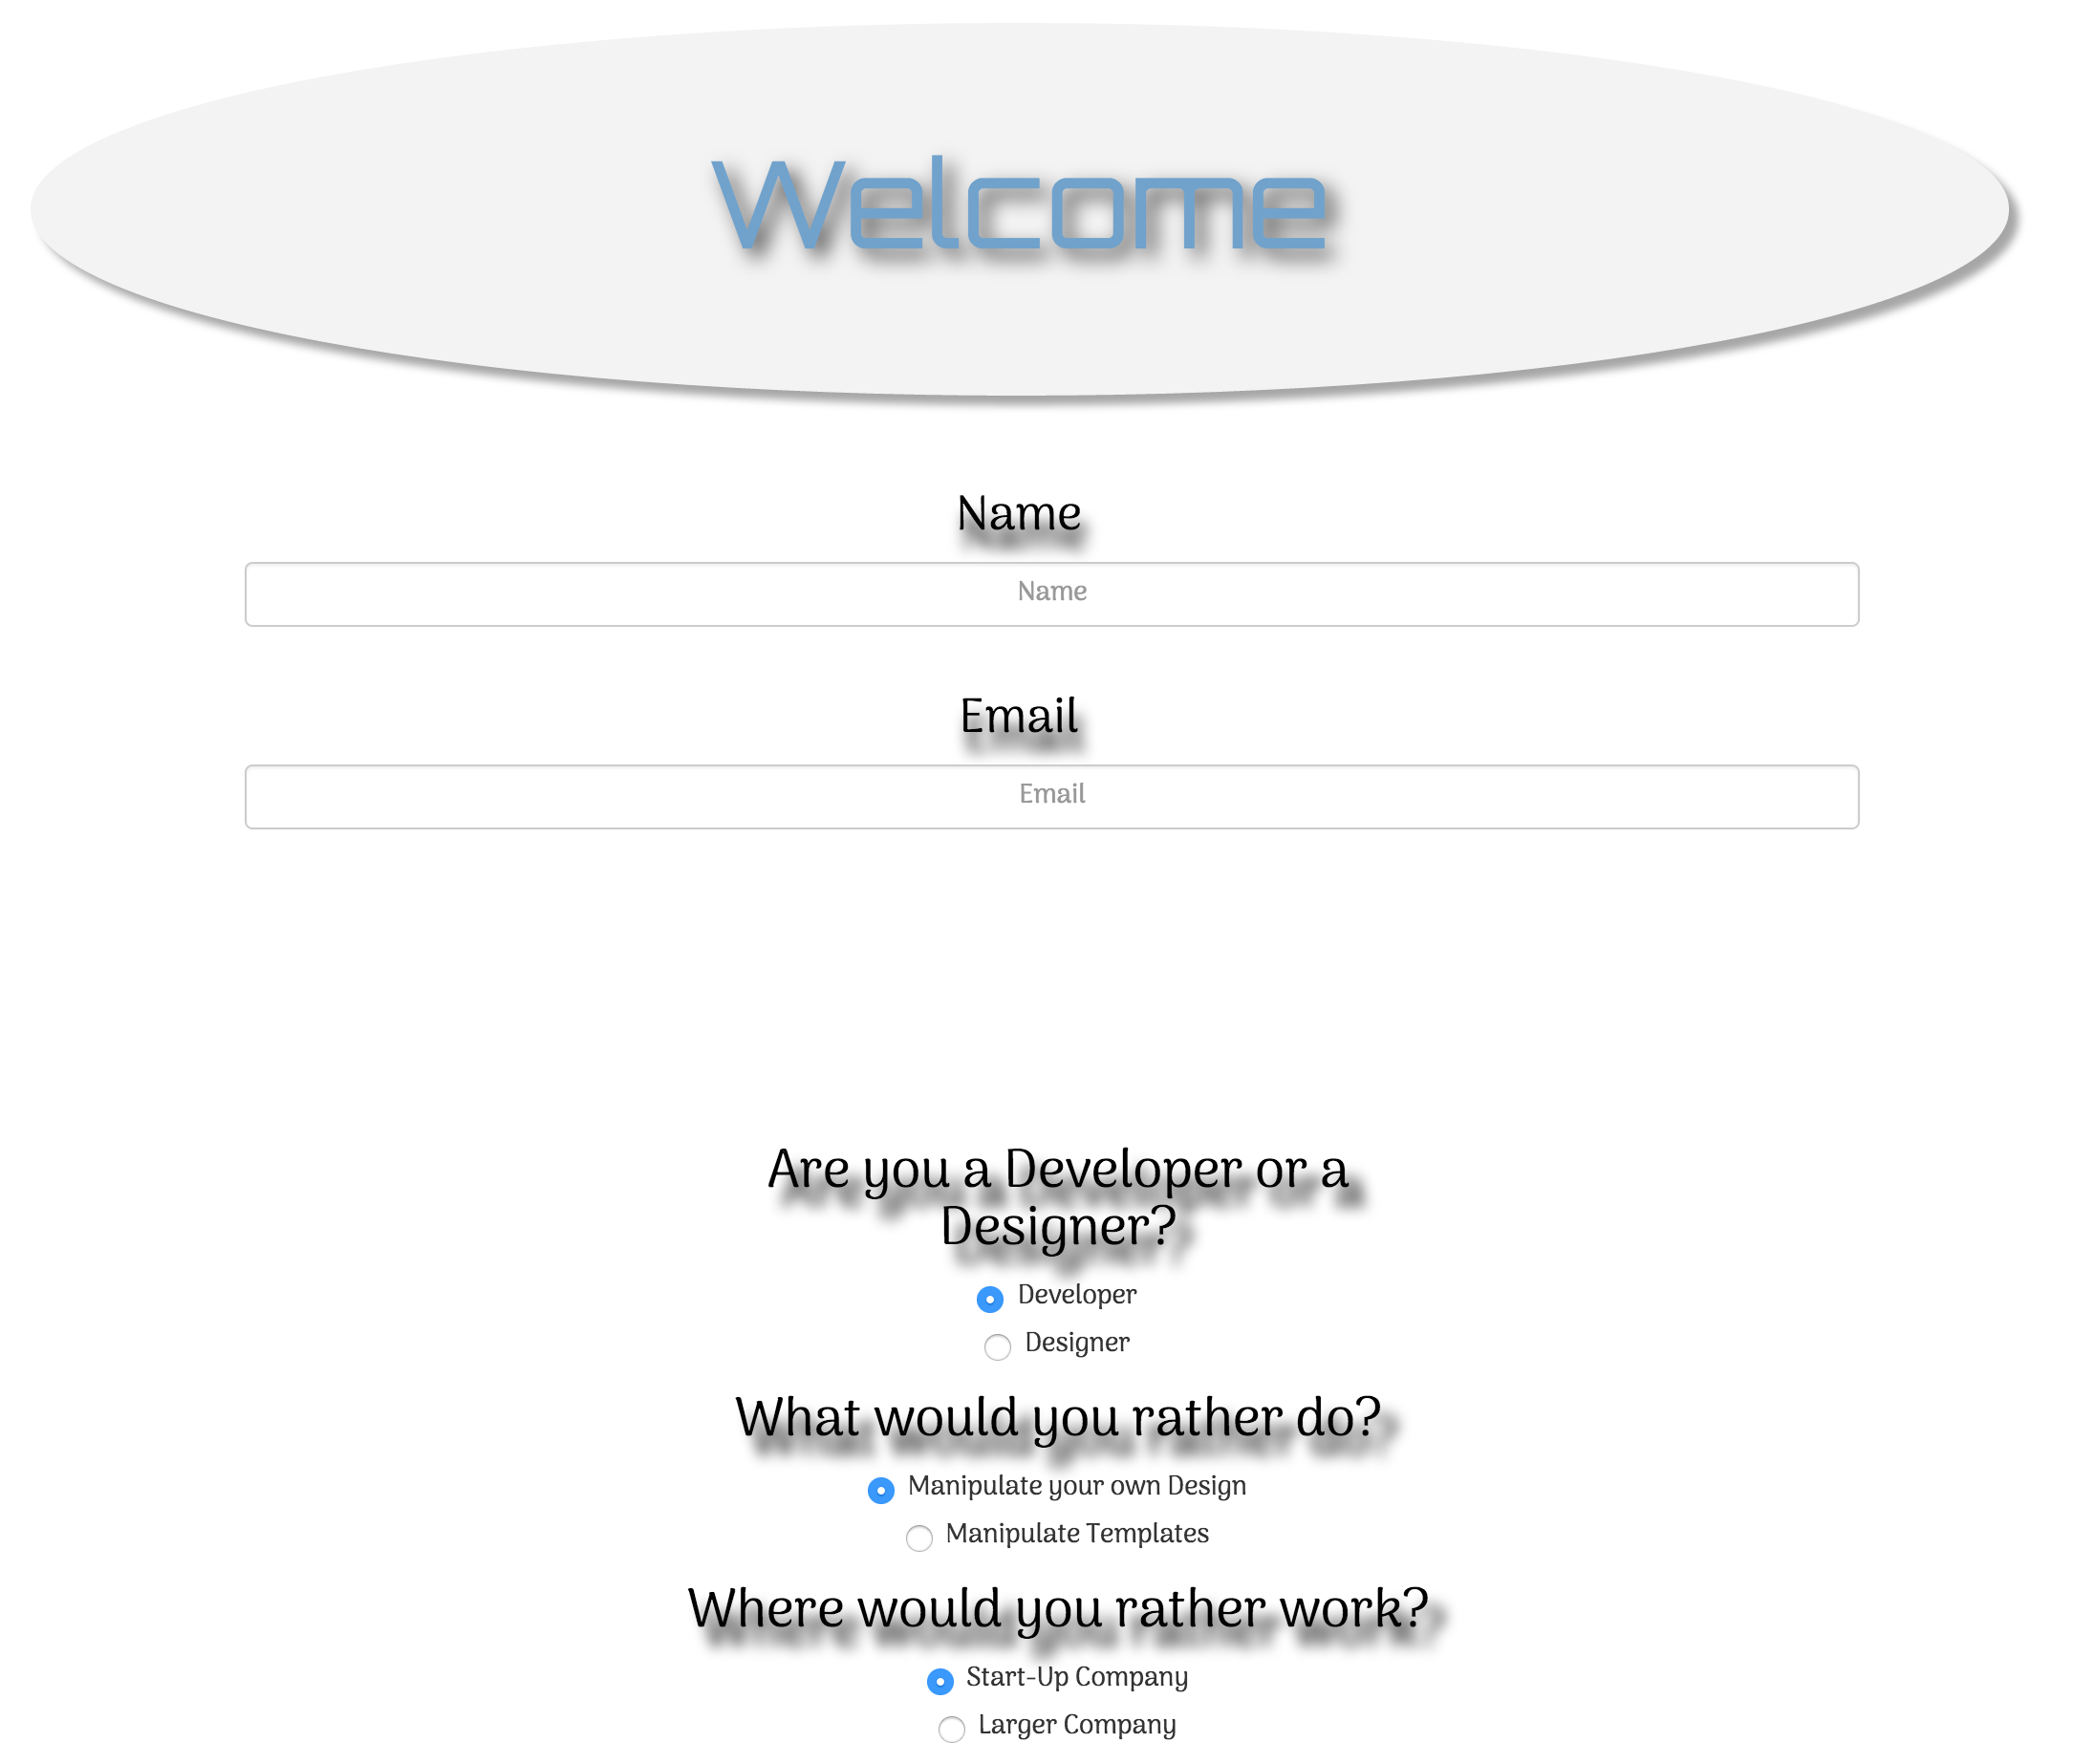 Welcome
Name
Name
Email
Email
Are you a Developer or a
Designer?
Developer
Designer
What would you rather do?
Manipulate your own Design
Manipulate Templates
Where would you rather work?
Start-Up Company
Larger Company